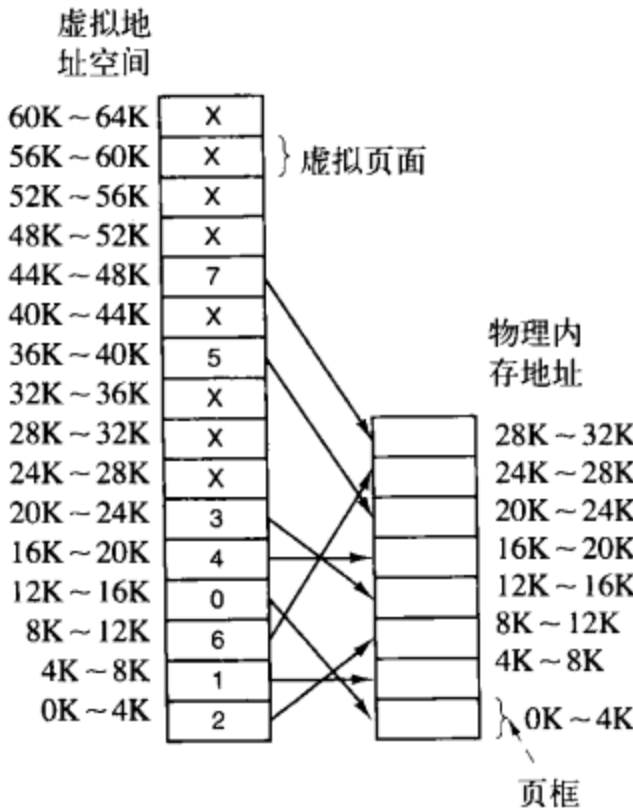 虚拟地
址空间
60K～64K X
56K～60K X 虚拟页面
52K～56K X
48K～52K X
44K～48K 7
40K～44K X
36K～40K 5
32K～36K X
28K～32K X
24K～28K X
20K～24K 3
16K～20K 4
12K～16K 0
8K～12K 6
4K～8K 1
0K～4K 2
物理内
存地址
28K～32K
24K～28K
20K～24K
16K～20K
12K～16K
8K～12K
4K～8K
0K～4K
页框